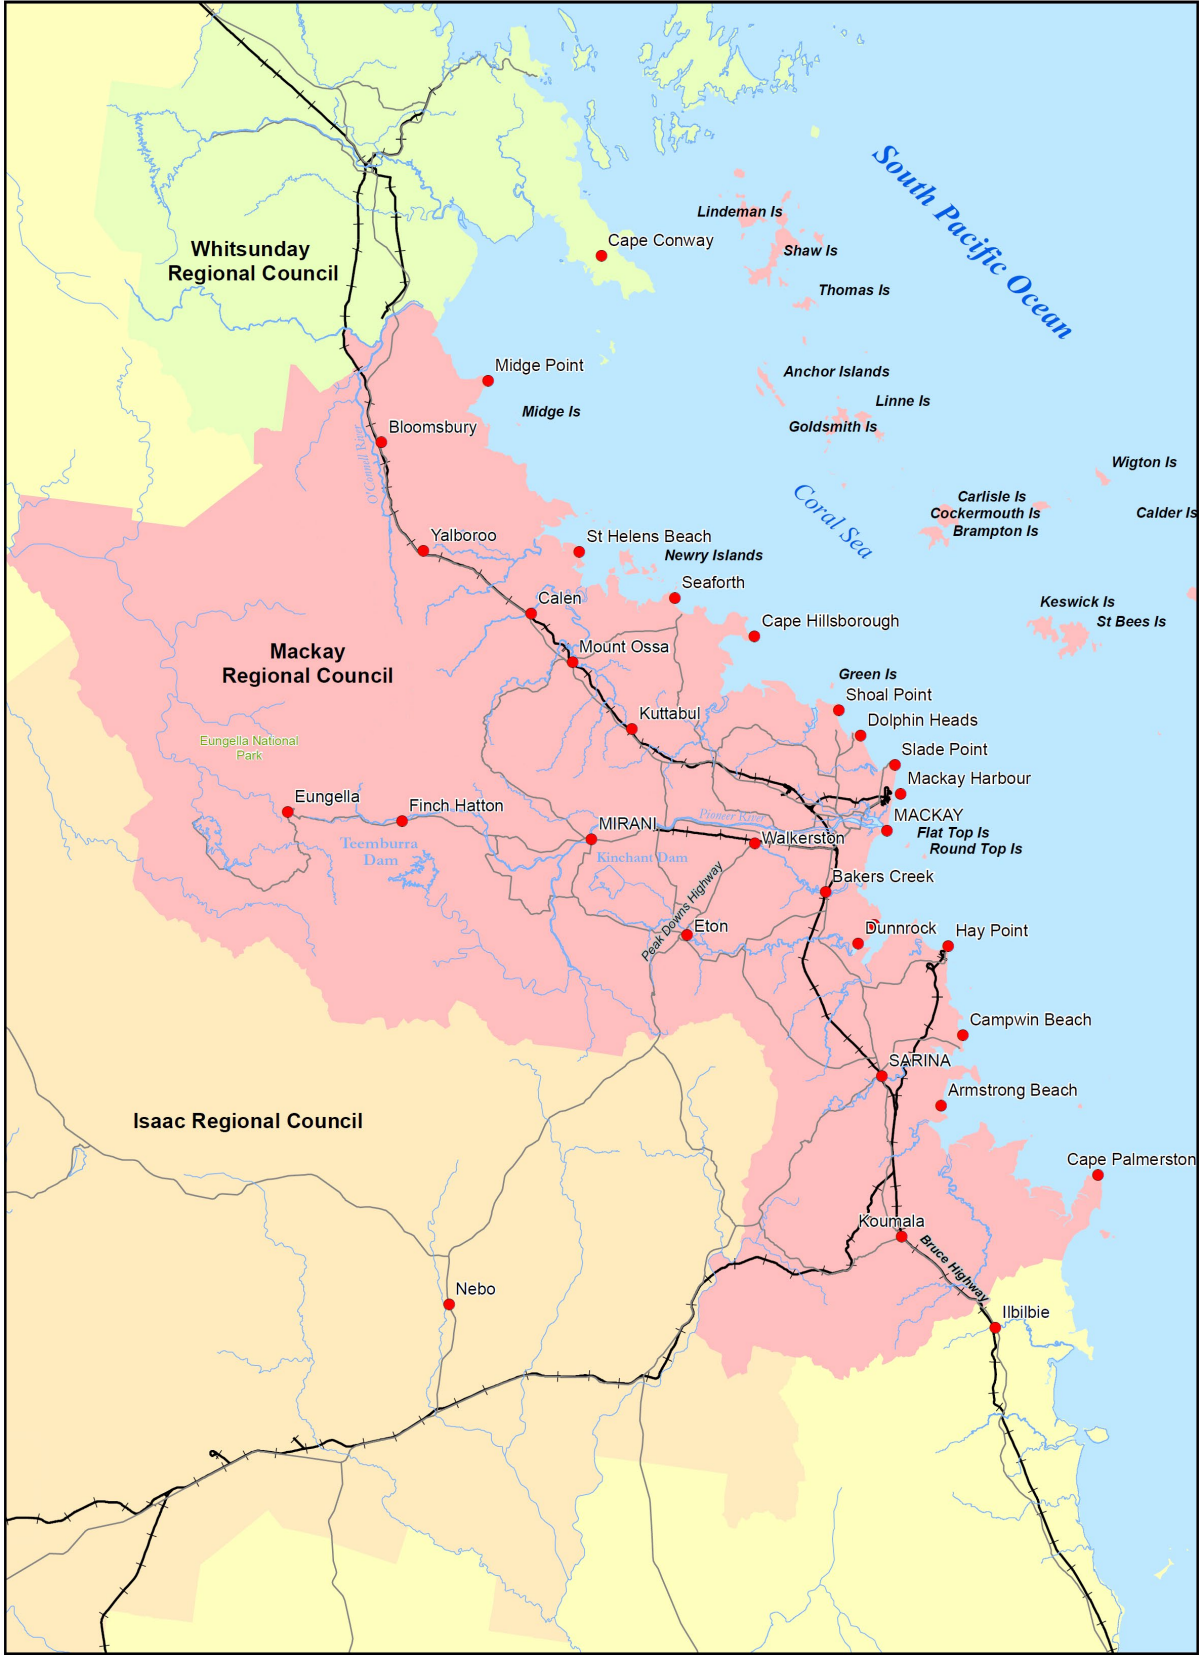 South Pacific Ocean
Lindeman Is
Cape Conway
Whitsunday
Regional Council
Shaw Is
Thomas Is
Midge Point
Anchor Islands
Linne Is
Midge Is
Goldsmith Is
Bloomsbury
O'Connell River
Wigton Is
Coral Sea
Carlisle Is
Cockermouth Is
Calder Is
Brampton Is
Yalboroo
St Helens Beach
Newry Islands
Seaforth
Calen
Keswick Is
St Bees Is
Cape Hillsborough
Mackay
Regional Council
Mount Ossa
Green Is
Shoal Point
Kuttabul
Dolphin Heads
Eungella National
Park
Slade Point
Mackay Harbour
Eungella
Finch Hatton
MIRANI
Pioneer River
MACKAY
Flat Top Is
Round Top Is
Teemburra
Dam
Walkerston
Kinchant Dam
Bakers Creek
Peak Downs Highway
Eton
Dunnrock
Hay Point
Campwin Beach
SARINA
Armstrong Beach
Isaac Regional Council
Cape Palmerston
Koumala
Bruce Highway
Nebo
Ilbilbie